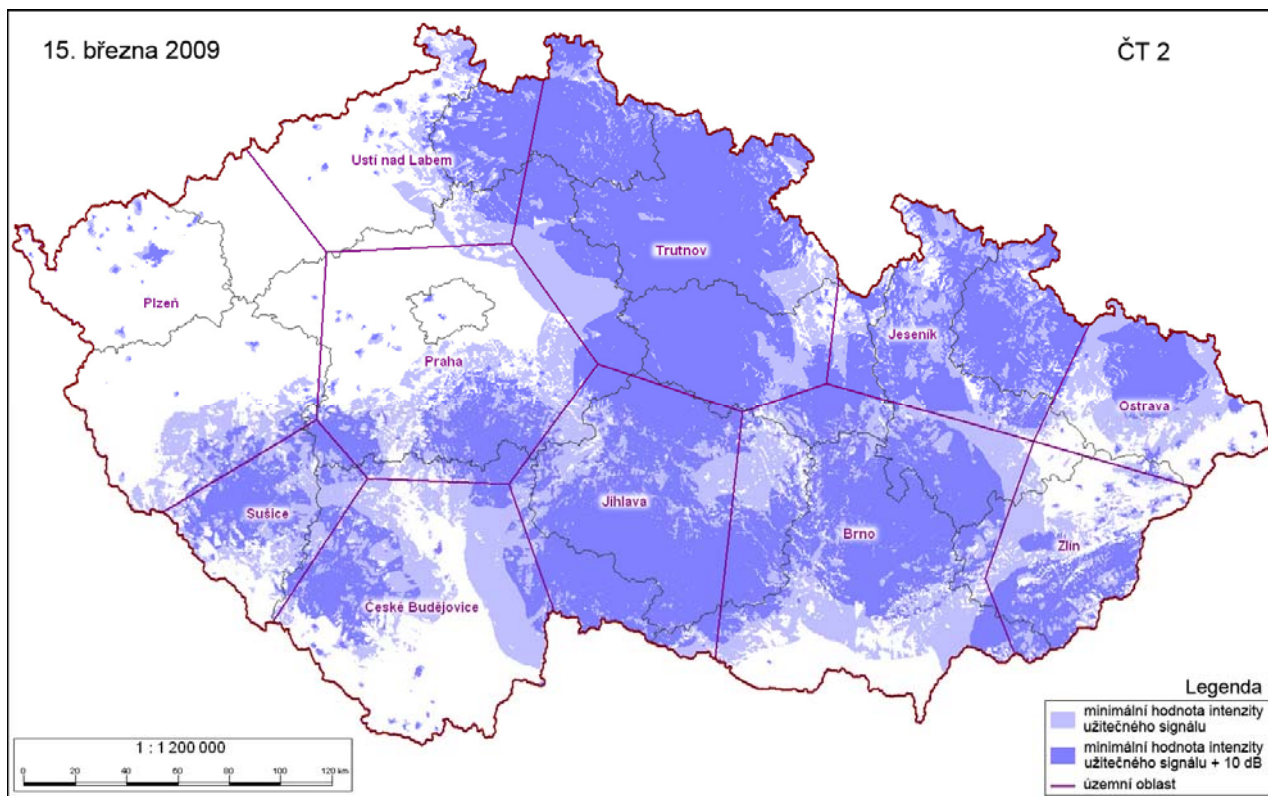 15. března 2009
ČT 2
Ustí nad Labem
Trutnov
Plzeň
Jeseník
Praha
Ostrava
Sušice
Jihlava
Brno
Zlín
České Budějovice
Legenda
minimální hodnota intenzity
užitečného signálu
minimální hodnota intenzity
užitečného signálu + 10 dB
územní oblast
1 : 1 200 000
0 20 40 60 80 100 120 km